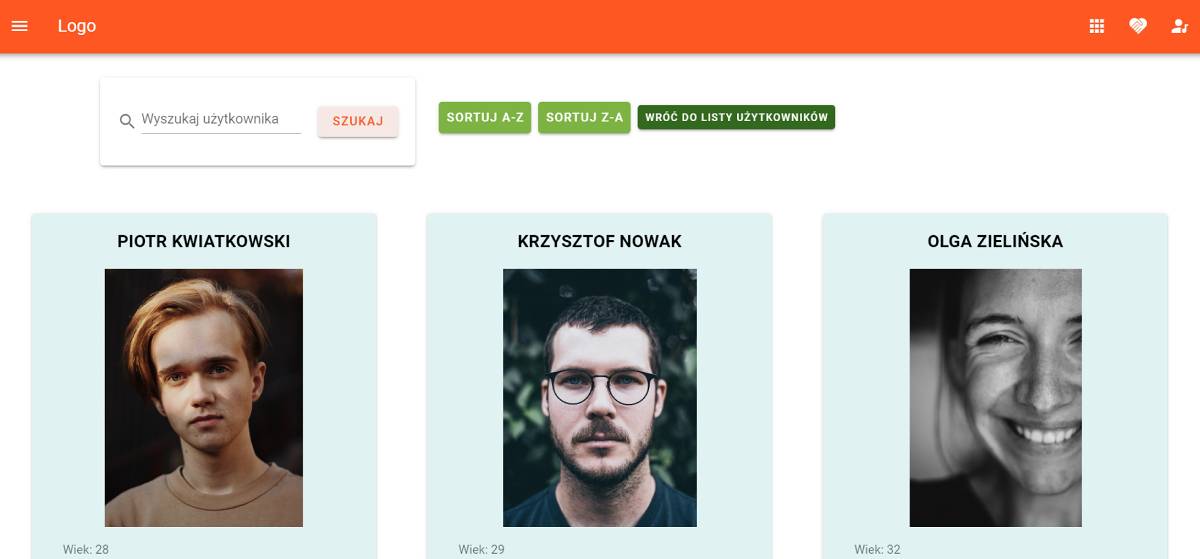 Logo
Wyszukaj użytkownika
SZUKAJ
SORTUJ A-Z
SORTUJ Z-A
WRÓĆ DO LISTY UŻYTKOWNIKÓW
PIOTR KWIATKOWSKI
KRZYSZTOF NOWAK
OLGA ZIELIŃSKA
Wiek: 28
Wiek: 29
Wiek: 32